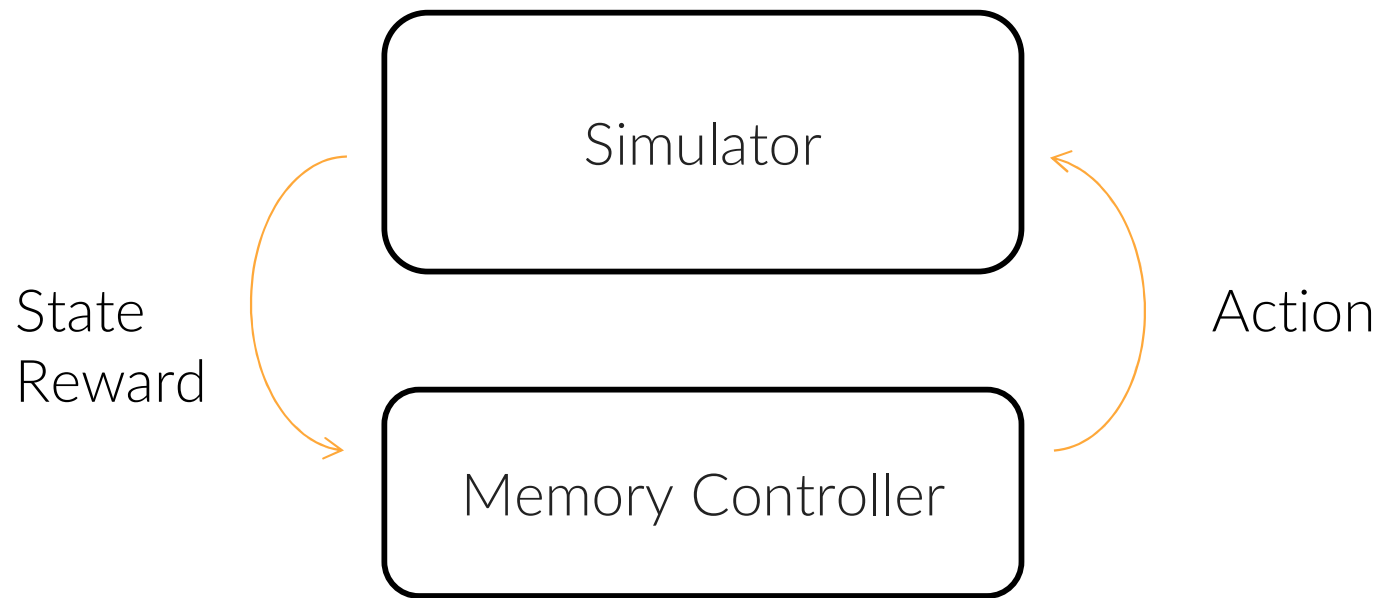 Simulator
State
Reward
Action
Memory Controller